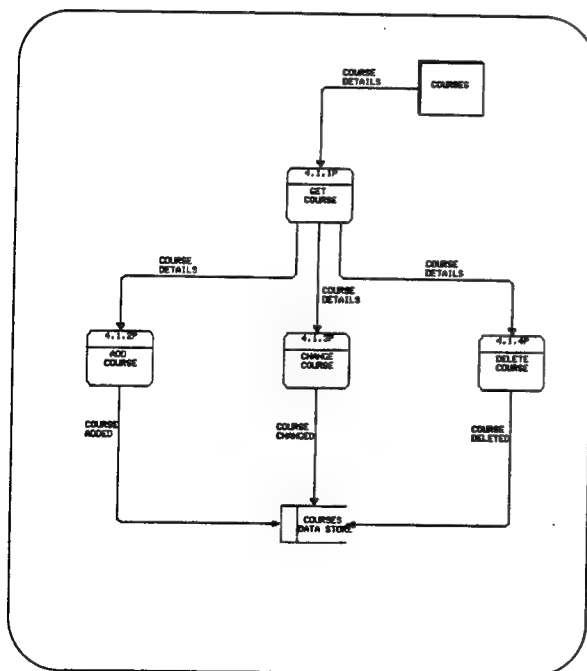 COURSE
DETAILS
COURSES
4.1.1P
GET
COURSE
COURSE
DETAILS
COURSE
DETAILS
COURSE
DETAILS
4.1.2P
ADD
COURSE
4.1.3P
CHANGE
COURSE
4.1.4P
DELETE
COURSE
COURSE
ADDED
COURSE
CHANGED
COURSE
DELETED
COURSES
DATA STORE